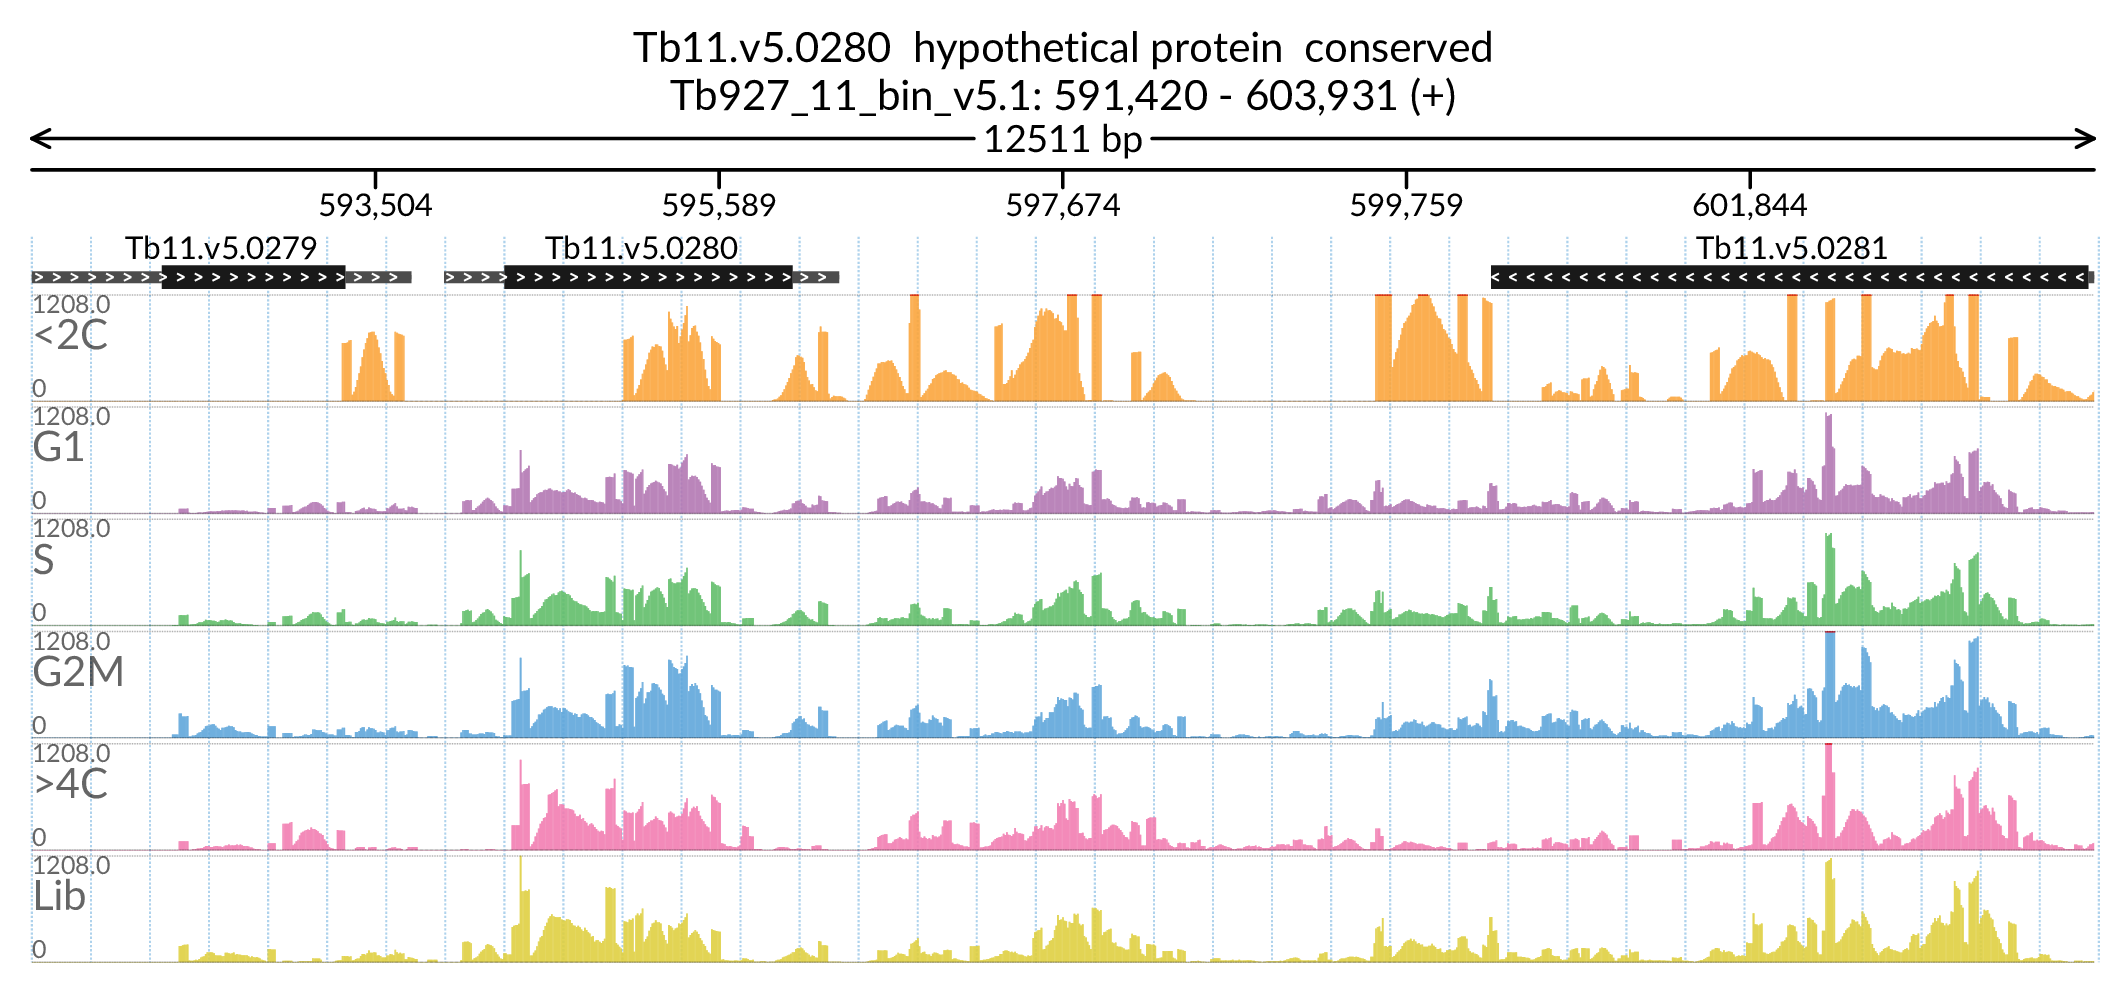 Tb11.v5.0280  hypothetical protein  conserved
Tb927_11_bin_v5.1: 591,420 - 603,931 (+)
12511 bp
593,504 595,589 597,674 599,759 601,844
Tb11.v5.0279 Tb11.v5.0280 Tb11.v5.0281
1208.0
<2C
0
1208.0
G1
0
1208.0
S
0
1208.0
G2M
0
1208.0
>4C
0
1208.0
Lib
0